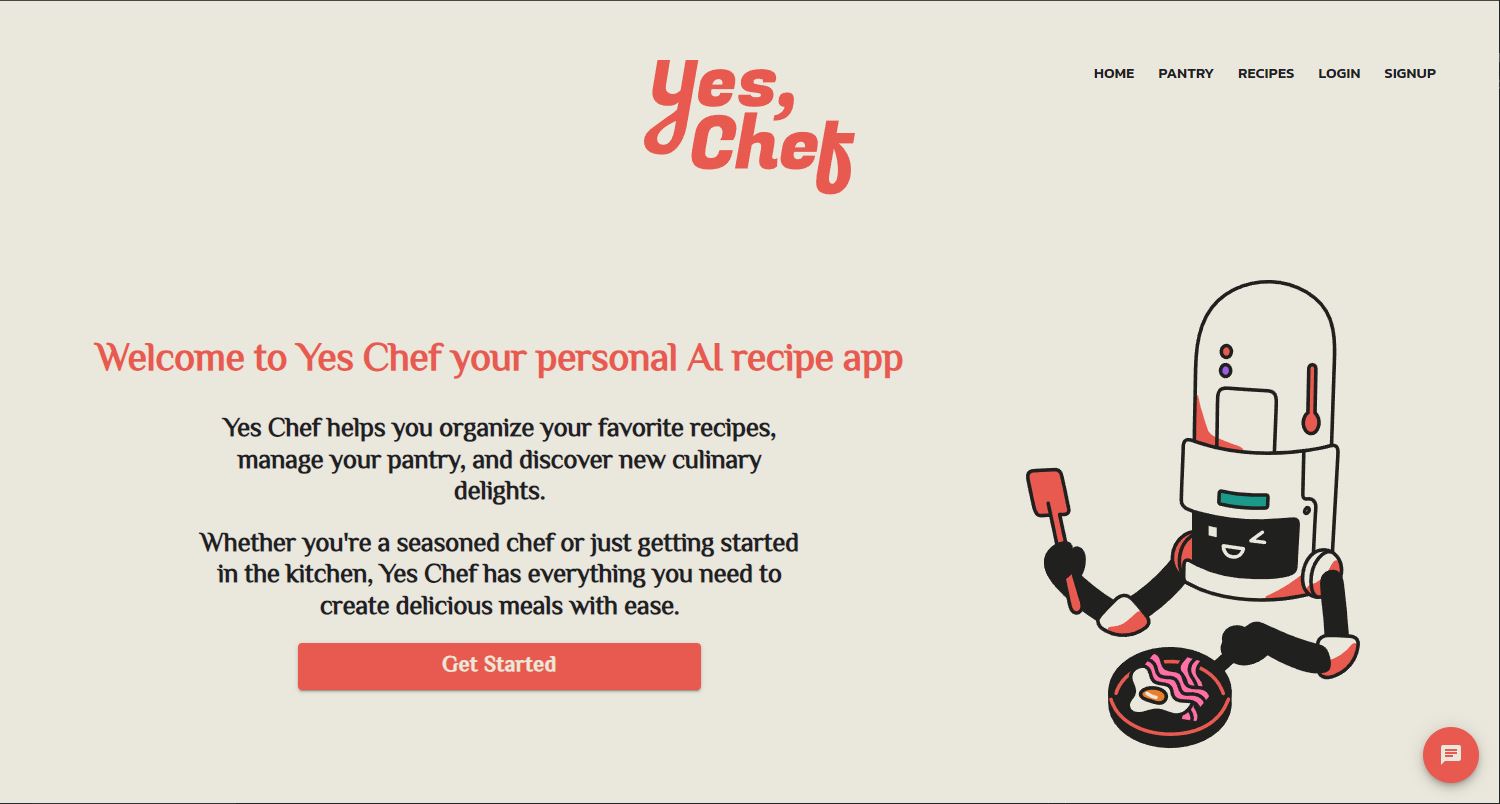 Yes,
Chef
HOME PANTRY RECIPES LOGIN SIGNUP
Welcome to Yes Chef your personal AI recipe app
Yes Chef helps you organize your favorite recipes,
manage your pantry, and discover new culinary
delights.
Whether you're a seasoned chef or just getting started
in the kitchen, Yes Chef has everything you need to
create delicious meals with ease.
Get Started